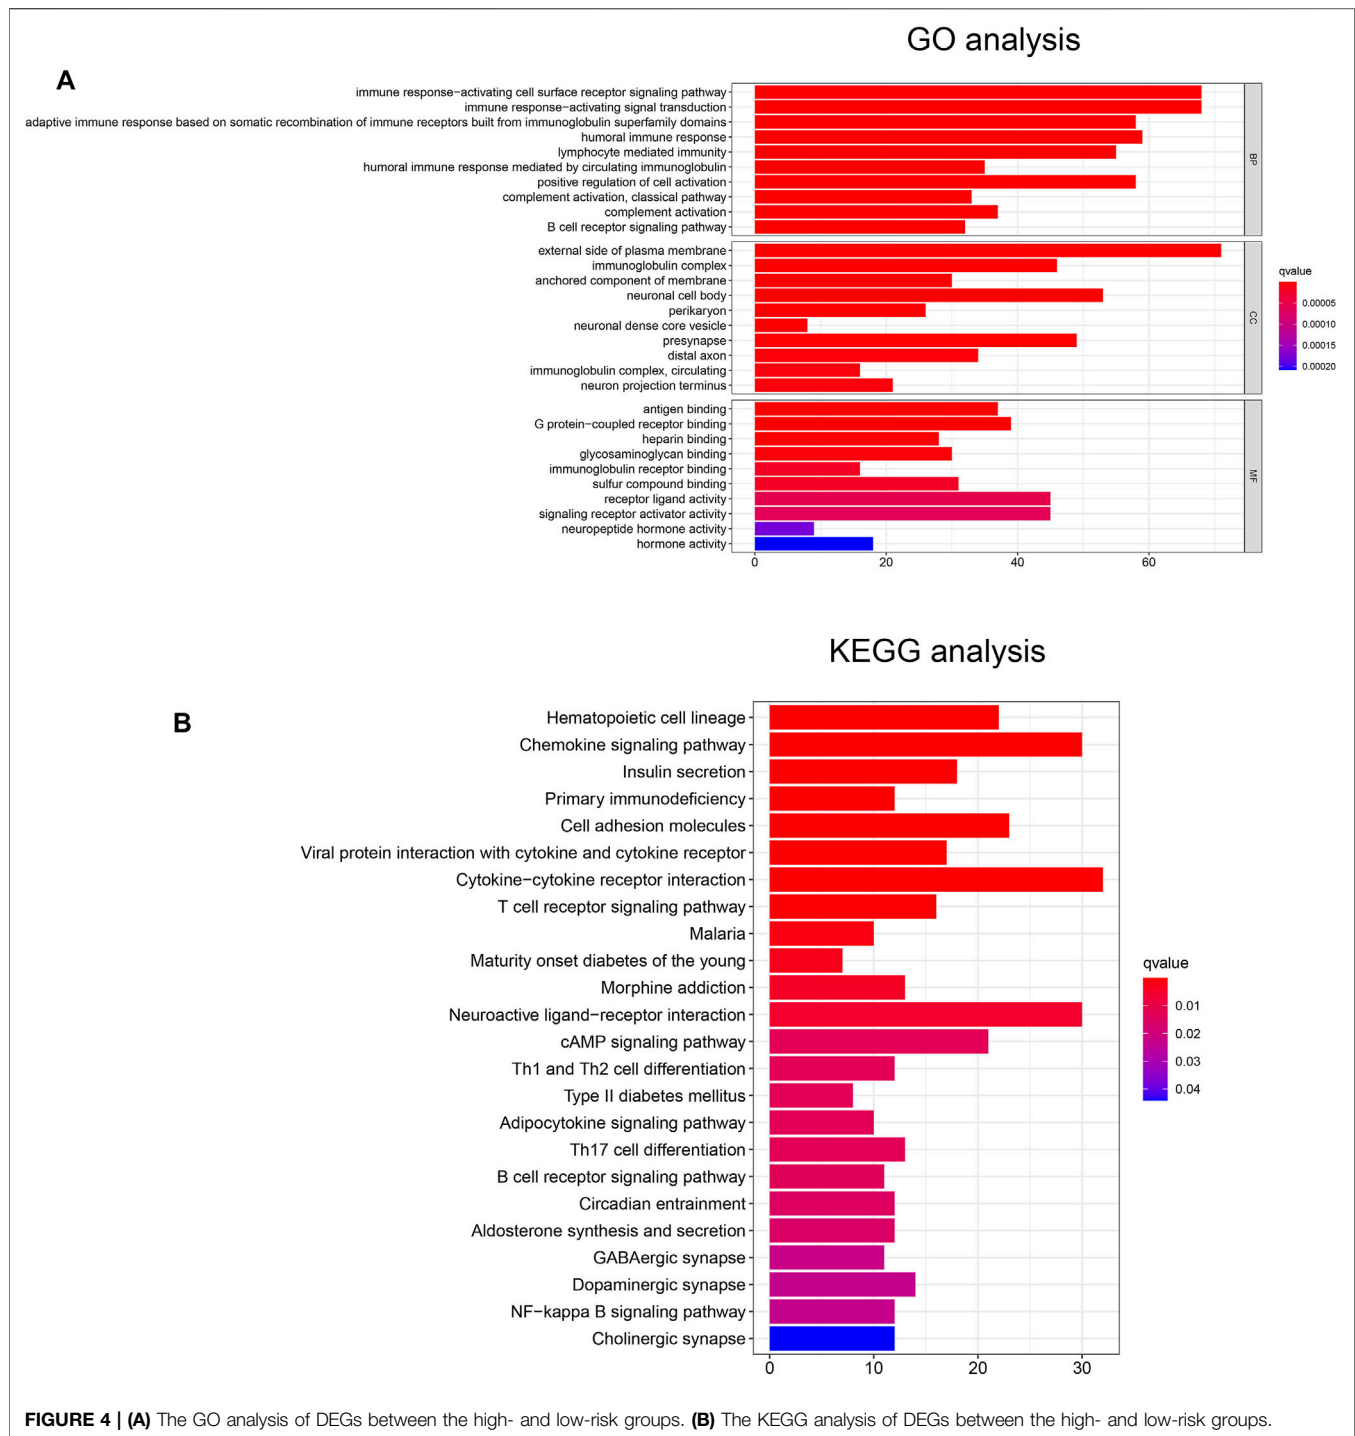 GO analysis
A
immune response−activating cell surface receptor signaling pathway
immune response−activating signal transduction
adaptive immune response based on somatic recombination of immune receptors built from immunoglobulin superfamily domains
humoral immune response
lymphocyte mediated immunity
humoral immune response mediated by circulating immunoglobulin
positive regulation of cell activation
complement activation, classical pathway
complement activation
B cell receptor signaling pathway
BP
external side of plasma membrane
immunoglobulin complex
anchored component of membrane
neuronal cell body
perikaryon
neuronal dense core vesicle
presynapse
distal axon
immunoglobulin complex, circulating
neuron projection terminus
CC
antigen binding
G protein−coupled receptor binding
heparin binding
glycosaminoglycan binding
immunoglobulin receptor binding
sulfur compound binding
receptor ligand activity
signaling receptor activator activity
neuropeptide hormone activity
hormone activity
MF
0 20 40 60
qvalue
0.00005
0.00010
0.00015
0.00020
KEGG analysis
B
Hematopoietic cell lineage
Chemokine signaling pathway
Insulin secretion
Primary immunodeficiency
Cell adhesion molecules
Viral protein interaction with cytokine and cytokine receptor
Cytokine−cytokine receptor interaction
T cell receptor signaling pathway
Malaria
Maturity onset diabetes of the young
Morphine addiction
Neuroactive ligand−receptor interaction
cAMP signaling pathway
Th1 and Th2 cell differentiation
Type II diabetes mellitus
Adipocytokine signaling pathway
Th17 cell differentiation
B cell receptor signaling pathway
Circadian entrainment
Aldosterone synthesis and secretion
GABAergic synapse
Dopaminergic synapse
NF−kappa B signaling pathway
Cholinergic synapse
0 10 20 30
qvalue
0.01
0.02
0.03
0.04
FIGURE 4 | (A) The GO analysis of DEGs between the high- and low-risk groups. (B) The KEGG analysis of DEGs between the high- and low-risk groups.